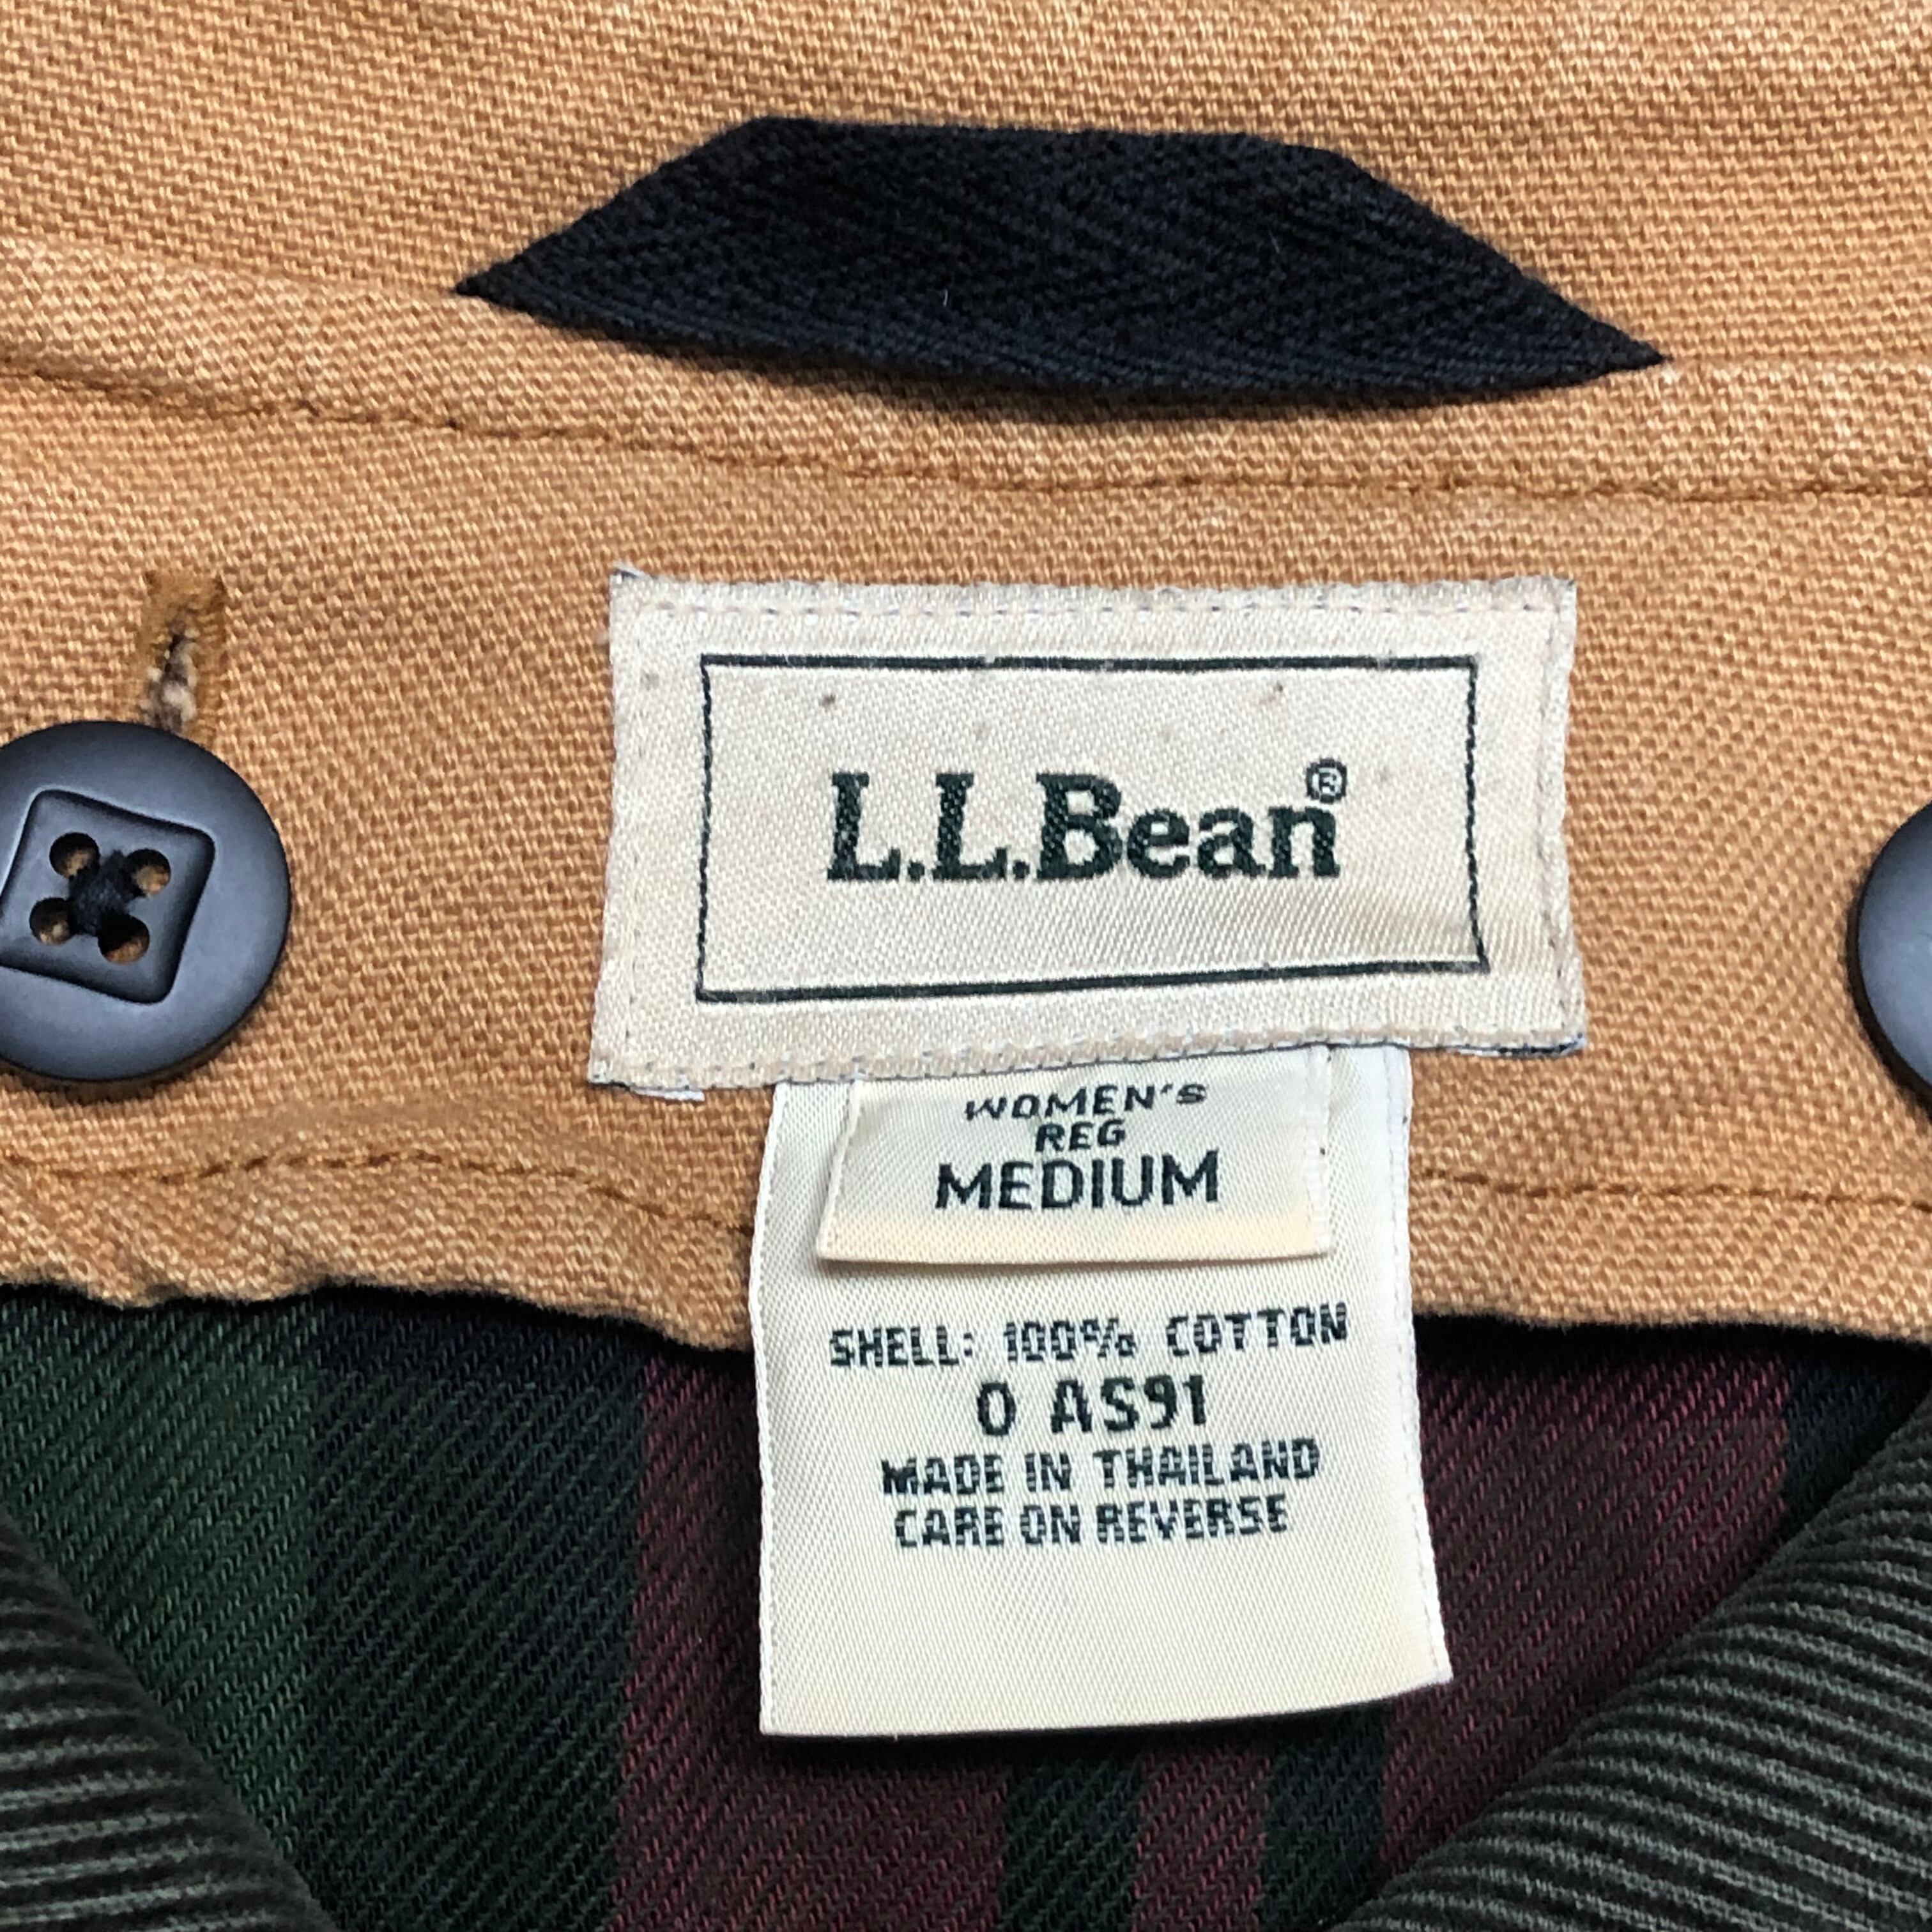 L.L.Bean®
WOMEN'S
REG
MEDIUM
SHELL: 100% COTTON
0 AS91
MADE IN THAILAND
CARE ON REVERSE